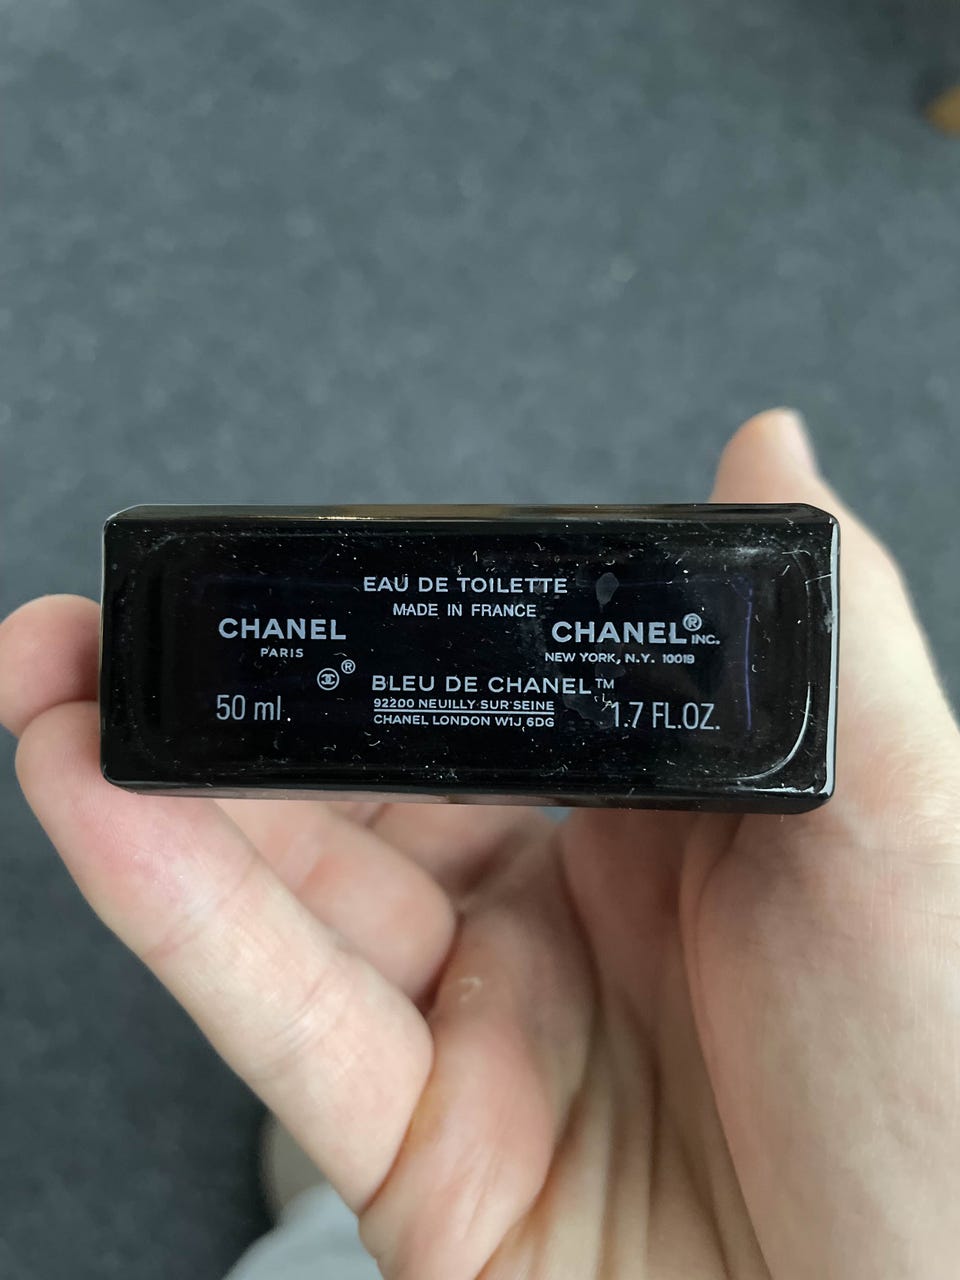 EAU DE TOILETTE
MADE IN FRANCE
CHANEL
PARIS
CHANEL® INC.
NEW YORK, N.Y. 10019
®
BLEU DE CHANEL™
50 ml
92200 NEUILLY SUR SEINE
CHANEL LONDON W1J 6DG
1.7 FL.OZ.